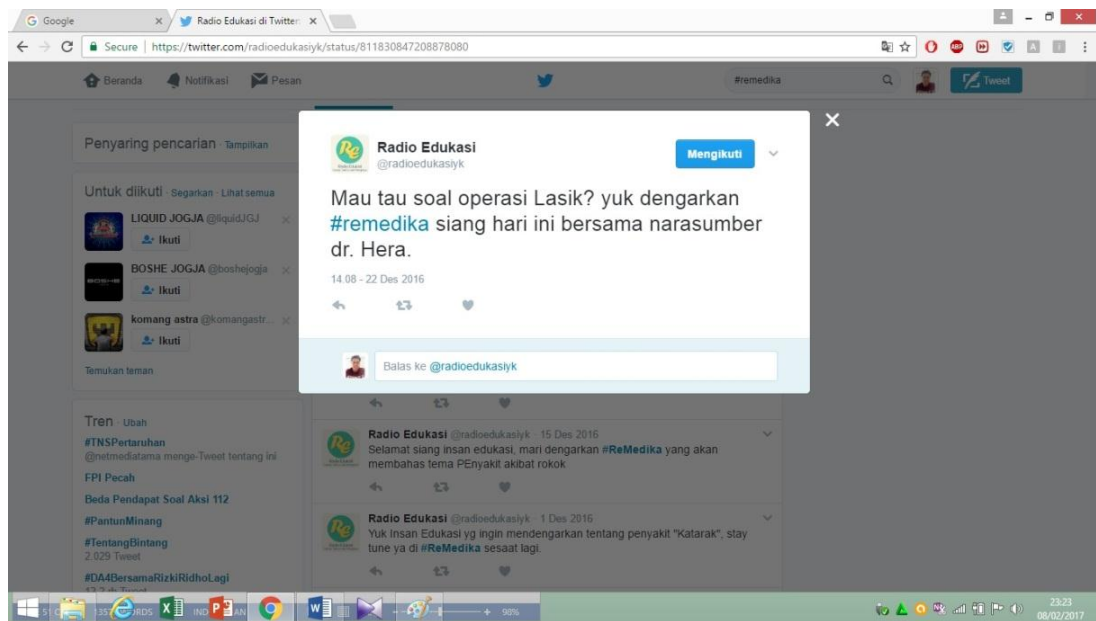 Google
Radio Edukasi di Twitter
Secure | https://twitter.com/radioedukasiyk/status/811830847208878080
Beranda Notifikasi Pesan
#remedika
Tweet
Penyaring pencarian · Tampilkan
Untuk diikuti · Segarkan · Lihat semua
LIQUID JOGJA @liquidJGJ
Ikuti
BOSHE JOGJA @boshejogja
Ikuti
komang astra @komangastr...
Ikuti
Temukan teman
Tren · Ubah
#TNSPertaruhan
@netmediatama menge-Tweet tentang ini
FPI Pecah
Beda Pendapat Soal Aksi 112
#PantunMinang
#TentangBintang
2.029 Tweet
#DA4BersamaRizkiRidhoLagi
Radio Edukasi
@radioedukasiyk
Mengikuti
Mau tau soal operasi Lasik? yuk dengarkan
#remedika siang hari ini bersama narasumber
dr. Hera.
14.08 - 22 Des 2016
Balas ke @radioedukasiyk
Radio Edukasi @radioedukasiyk · 15 Des 2016
Selamat siang insan edukasi, mari dengarkan #ReMedika yang akan
membahas tema PEnyakit akibat rokok
Radio Edukasi @radioedukasiyk · 1 Des 2016
Yuk Insan Edukasi yg ingin mendengarkan tentang penyakit "Katarak", stay
tune ya di #ReMedika sesaat lagi.
98%
23:23
08/02/2017